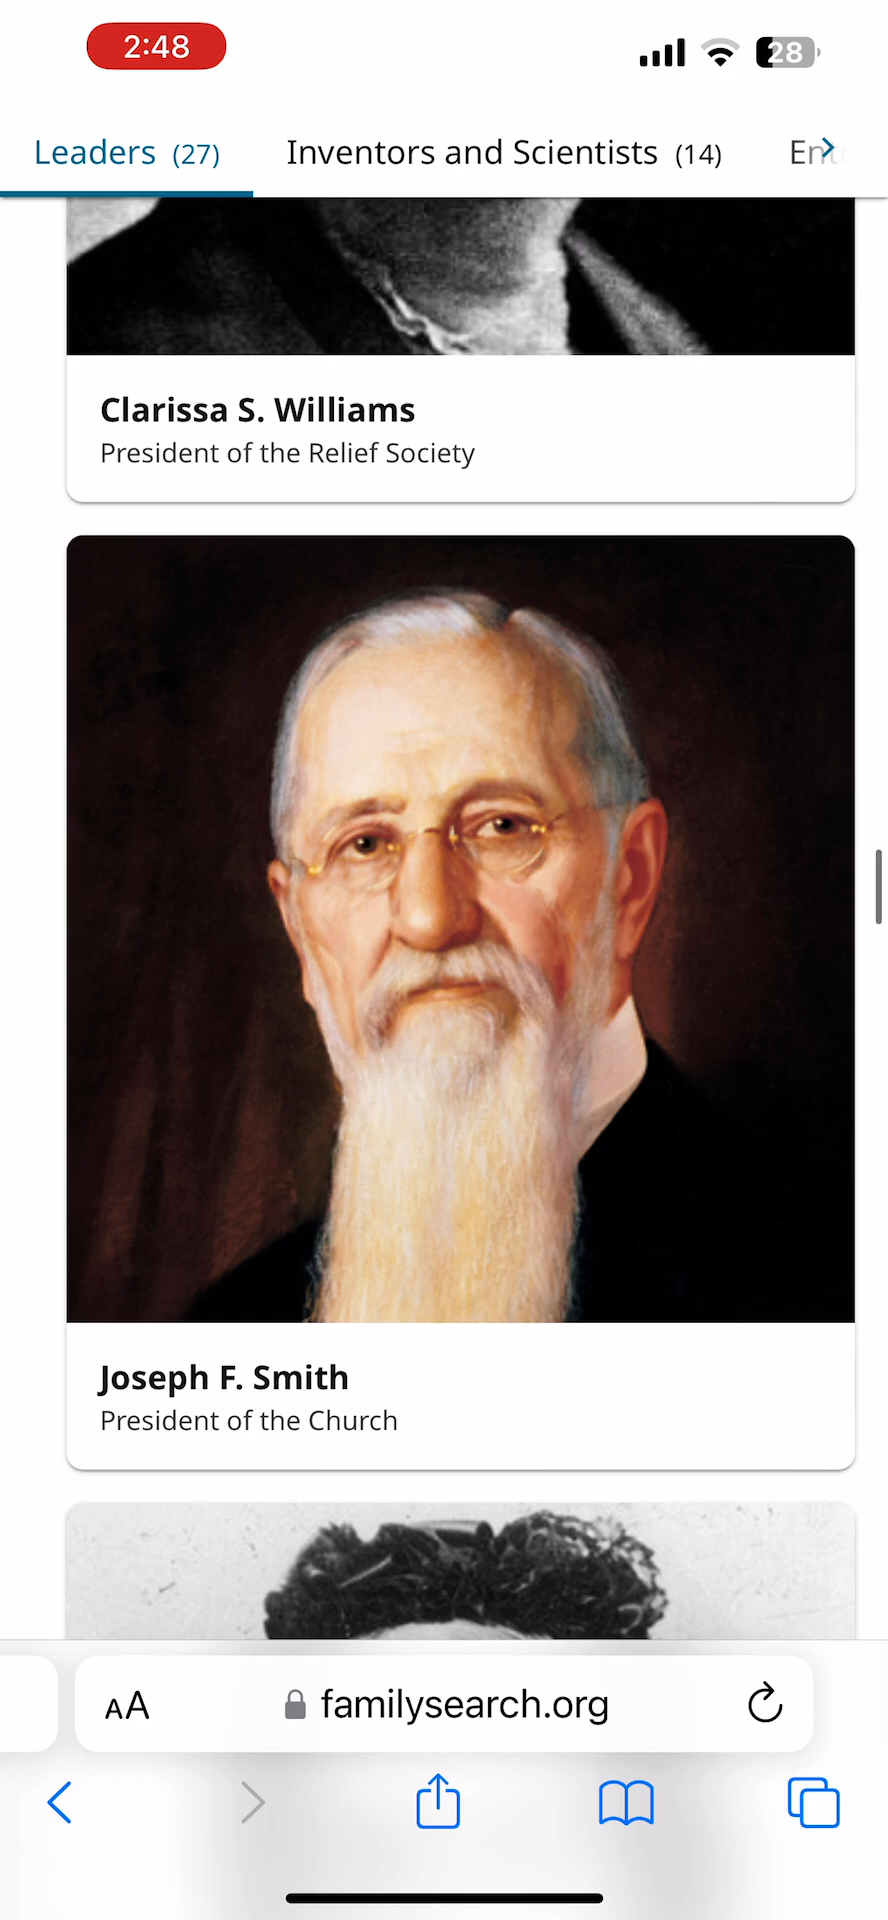 2:48
28
Leaders (27) Inventors and Scientists (14)
Clarissa S. Williams
President of the Relief Society
Joseph F. Smith
President of the Church
AA familysearch.org